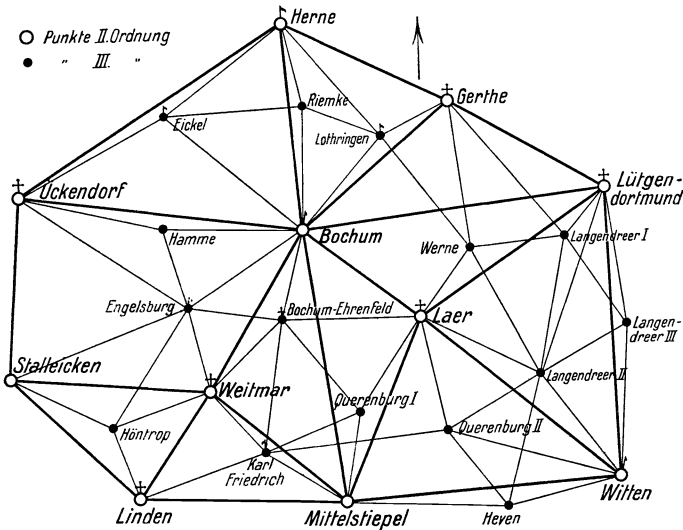 Herne
Punkte II. Ordnung
" III. "
Gerthe
Riemke
Eickel
Lothringen
Ückendorf
Lütgen-
dortmund
Hamme
Bochum
Werne
Langendreer I
Engelsburg
Bochum-Ehrenfeld
Laer
Langen-
dreer III
Stalleicken
Weitmar
Langendreer II
Querenburg I
Höntrop
Querenburg II
Karl
Friedrich
Witten
Linden
Mittelstiepel
Heven